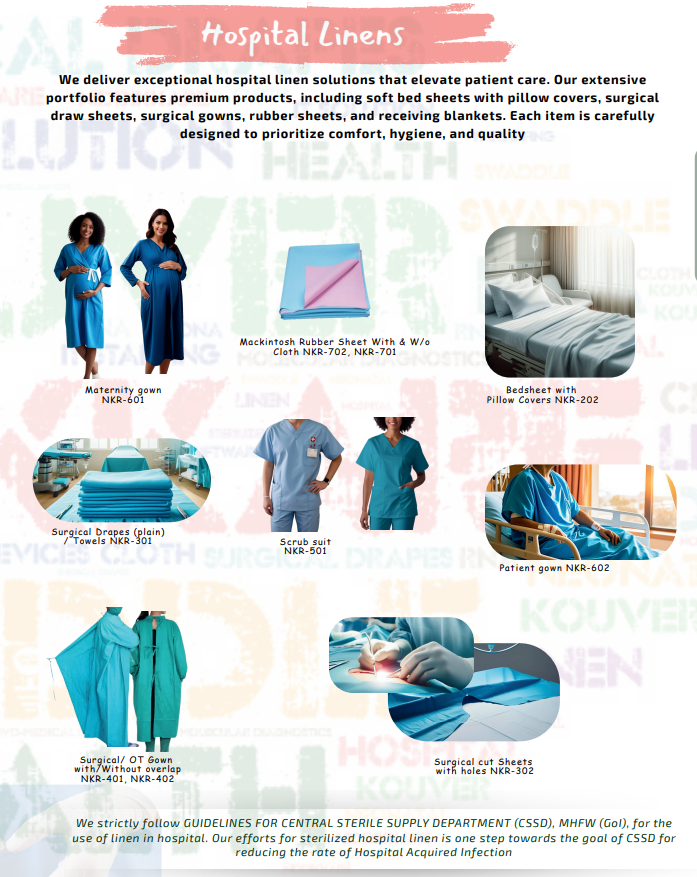 Hospital Linens
We deliver exceptional hospital linen solutions that elevate patient care. Our extensive
portfolio features premium products, including soft bed sheets with pillow covers, surgical
draw sheets, surgical gowns, rubber sheets, and receiving blankets. Each item is carefully
designed to prioritize comfort, hygiene, and quality
Mackintosh Rubber Sheet With & W/o
Cloth NKR-702, NKR-701
Maternity gown
NKR-601
Bedsheet with
Pillow Covers NKR-202
Surgical Drapes (plain)
/ Towels NKR-301
Scrub suit
NKR-501
Patient gown NKR-602
Surgical/ OT Gown
with/Without overlap
NKR-401, NKR-402
Surgical cut Sheets
with holes NKR-302
We strictly follow GUIDELINES FOR CENTRAL STERILE SUPPLY DEPARTMENT (CSSD), MHFW (GoI), for the
use of linen in hospital. Our efforts for sterilized hospital linen is one step towards the goal of CSSD for
reducing the rate of Hospital Acquired Infection